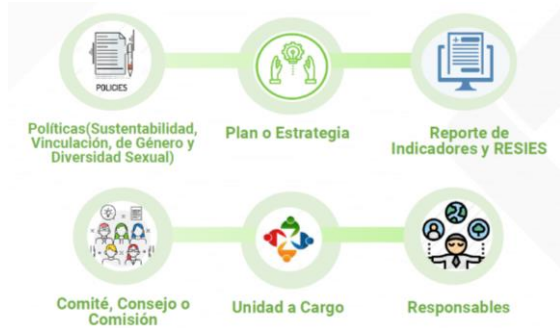 POLICIES
Políticas(Sustentabilidad,
Vinculación, de Género y
Diversidad Sexual)
Plan o Estrategia
Reporte de
Indicadores y RESIES
Comité, Consejo o
Comisión
Unidad a Cargo
Responsables